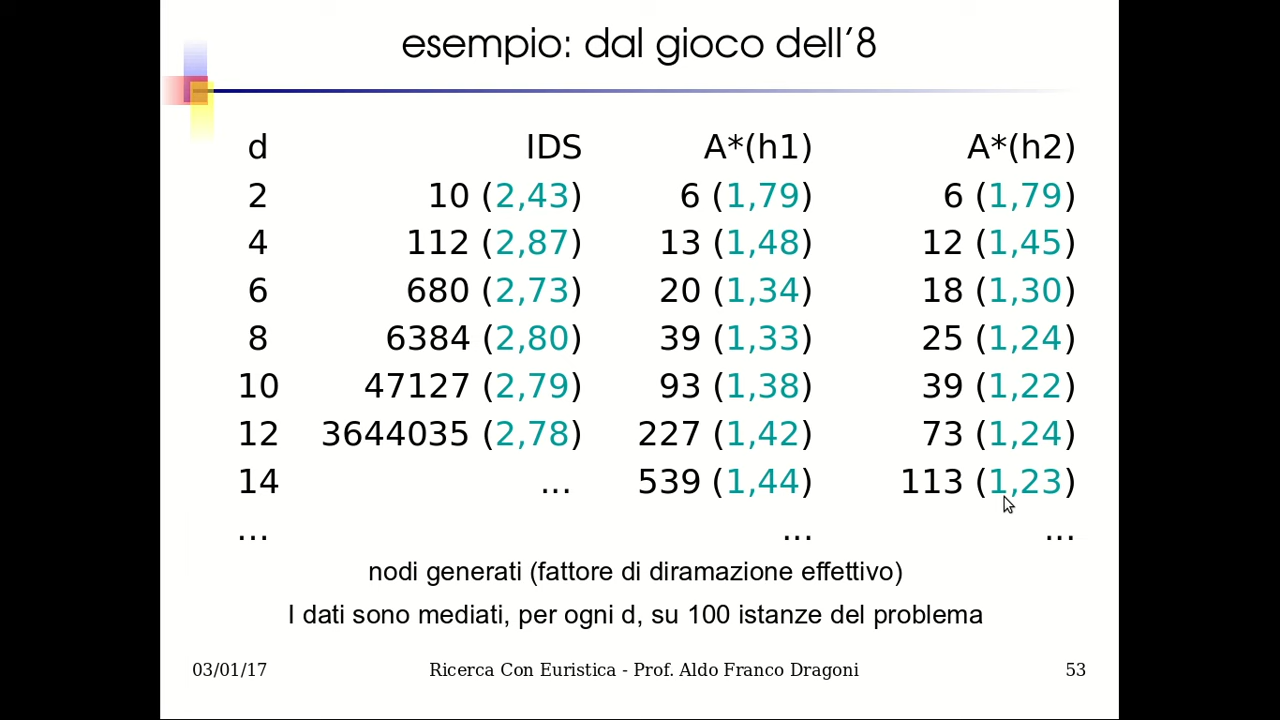 esempio: dal gioco dell'8
d IDS A*(h1) A*(h2)
2 10 (2,43) 6 (1,79) 6 (1,79)
4 112 (2,87) 13 (1,48) 12 (1,45)
6 680 (2,73) 20 (1,34) 18 (1,30)
8 6384 (2,80) 39 (1,33) 25 (1,24)
10 47127 (2,79) 93 (1,38) 39 (1,22)
12 3644035 (2,78) 227 (1,42) 73 (1,24)
14 ... 539 (1,44) 113 (1,23)
... ... ...
nodi generati (fattore di diramazione effettivo)
I dati sono mediati, per ogni d, su 100 istanze del problema
03/01/17 Ricerca Con Euristica - Prof. Aldo Franco Dragoni 53